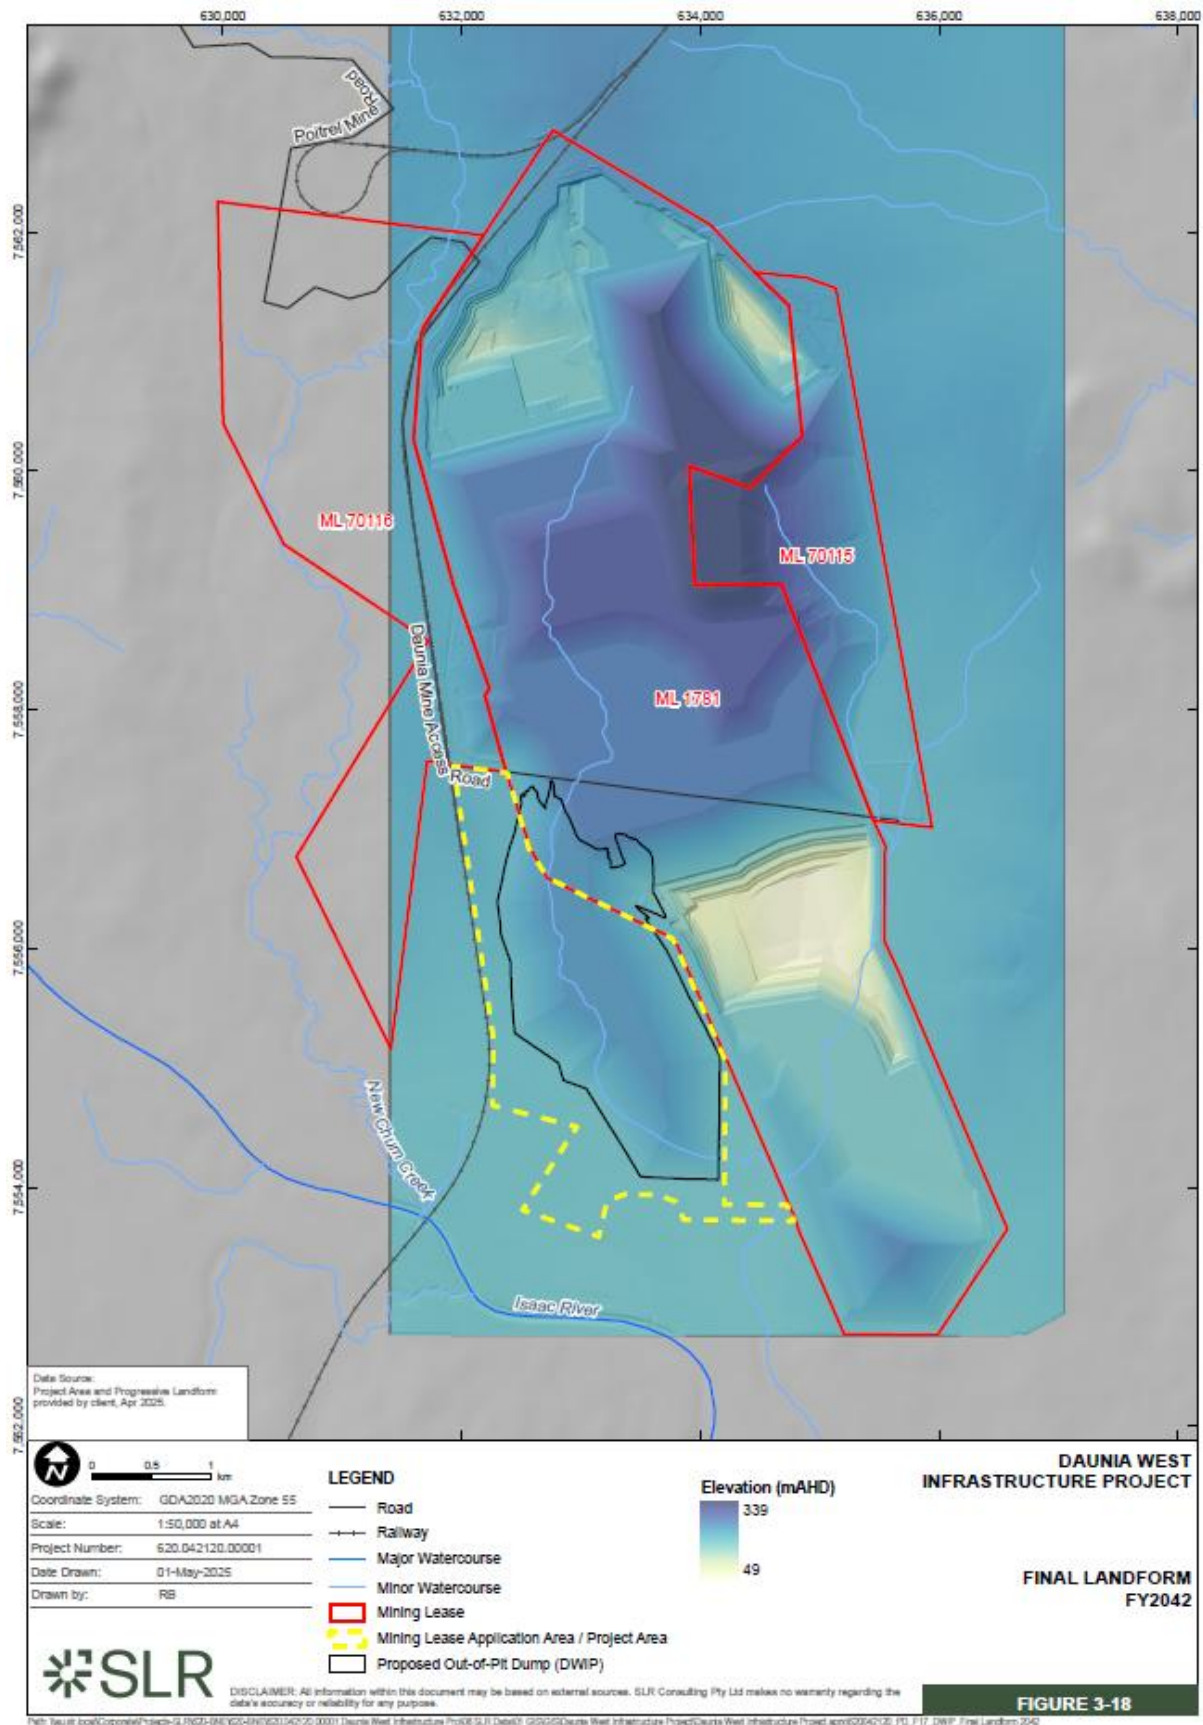 630,000
632,000
634,000
636,000
638,000
7,562,000
7,560,000
7,558,000
7,556,000
7,554,000
7,552,000
Poitrel Mine
Road
ML 70116
ML 70115
ML 1781
Daunia Mine Access
Road
New Chum Creek
Isaac River
Data Source:
Project Area and Progressive Landform
provided by client, Apr 2025.
N
0 0.5 1
km
Coordinate System: GDA2020 MGA Zone 55
Scale: 1:50,000 at A4
Project Number: 620.042120.00001
Date Drawn: 01-May-2025
Drawn by: RB
LEGEND
Road
Railway
Major Watercourse
Minor Watercourse
Mining Lease
Mining Lease Application Area / Project Area
Proposed Out-of-Pit Dump (DWIP)
Elevation (mAHD)
339
49
DAUNIA WEST
INFRASTRUCTURE PROJECT
FINAL LANDFORM
FY2042
SLR
DISCLAIMER: All information within this document may be based on external sources. SLR Consulting Pty Ltd makes no warranty regarding the
data's accuracy or reliability for any purpose.
FIGURE 3-18